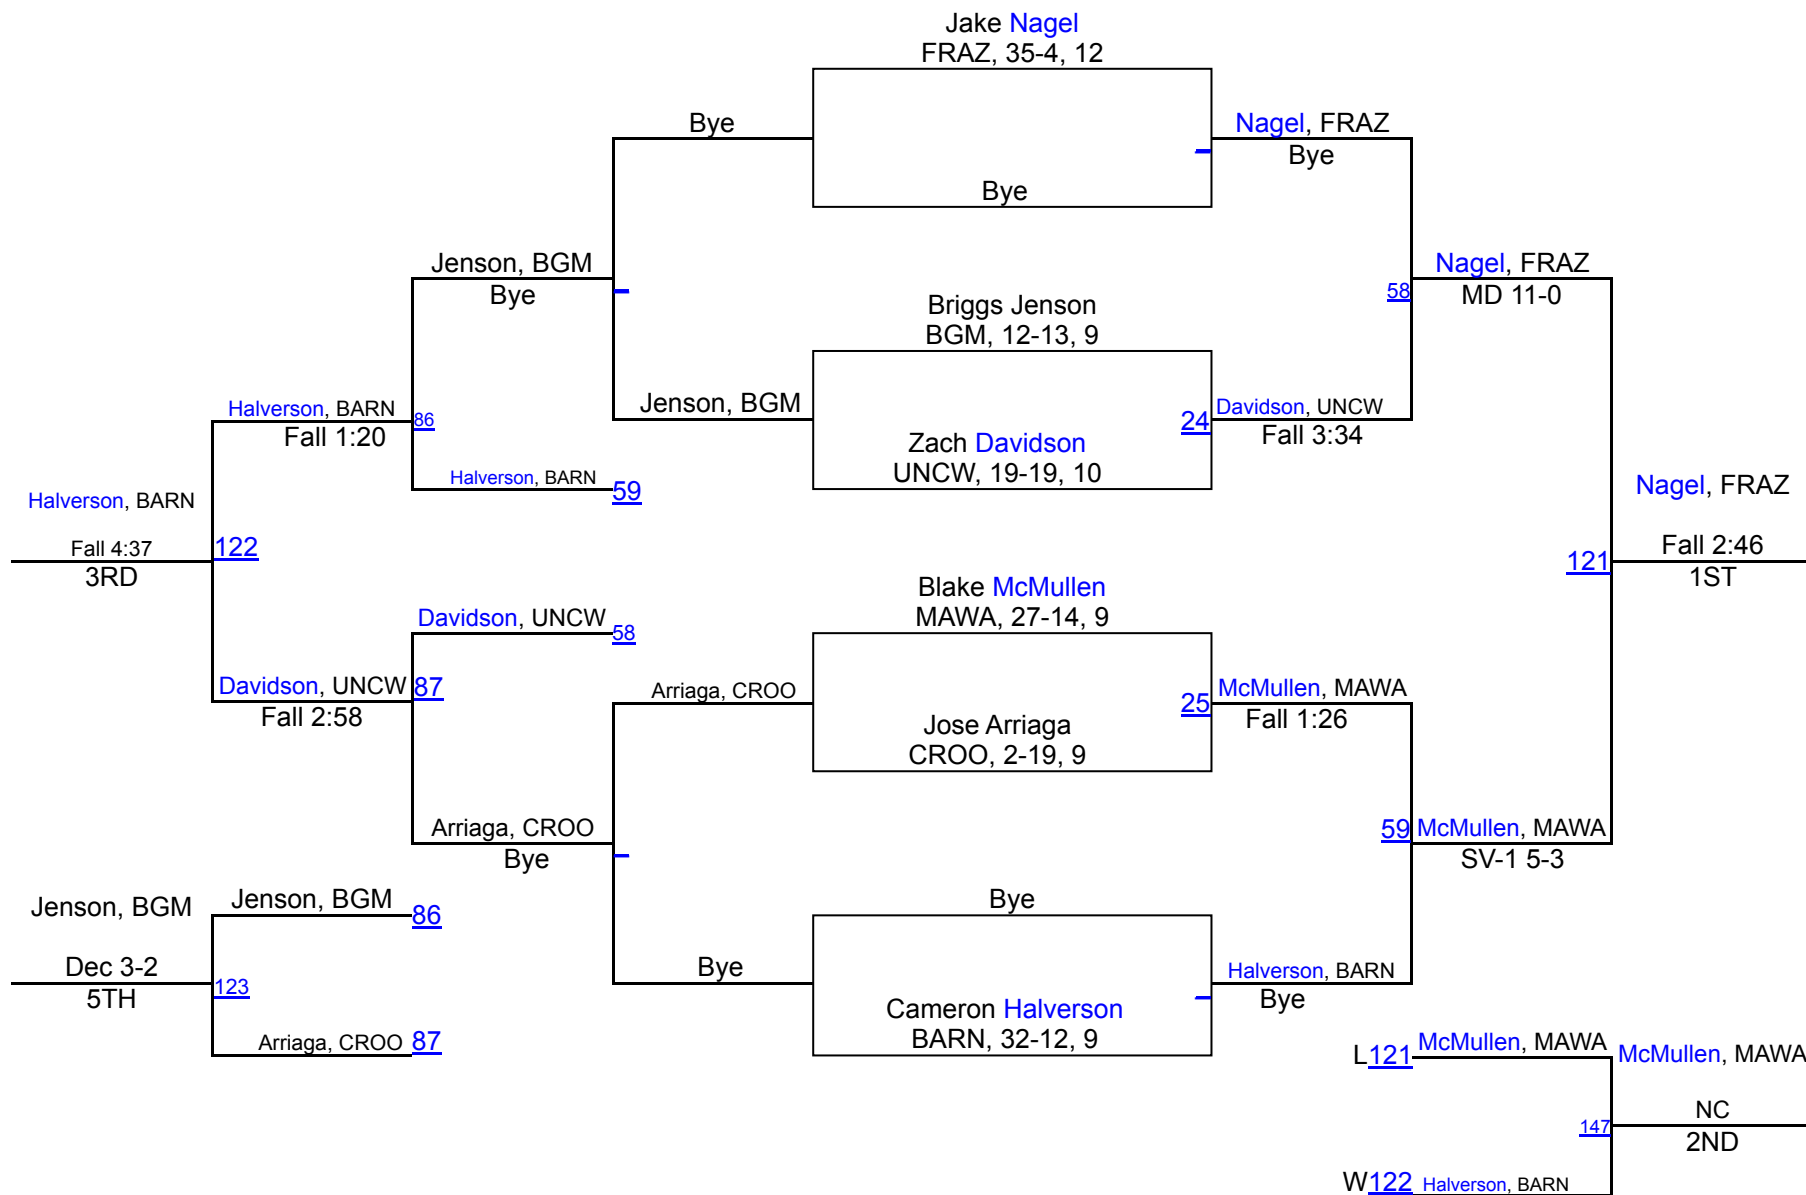 Jake Nagel
FRAZ, 35-4, 12
Bye
Nagel, FRAZ
Bye
Bye
Jenson, BGM
Bye
Nagel, FRAZ
58
MD 11-0
Briggs Jenson
BGM, 12-13, 9
Halverson, BARN
86
Fall 1:20
Jenson, BGM
24
Davidson, UNCW
Fall 3:34
Zach Davidson
UNCW, 19-19, 10
Halverson, BARN
59
Halverson, BARN
Nagel, FRAZ
Fall 4:37
122
3RD
121
Fall 2:46
1ST
Blake McMullen
MAWA, 27-14, 9
Davidson, UNCW
58
Davidson, UNCW
87
Fall 2:58
Arriaga, CROO
25
McMullen, MAWA
Fall 1:26
Jose Arriaga
CROO, 2-19, 9
Arriaga, CROO
Bye
59
McMullen, MAWA
SV-1 5-3
Jenson, BGM
Jenson, BGM
86
Bye
Dec 3-2
123
5TH
Bye
Halverson, BARN
Bye
Cameron Halverson
BARN, 32-12, 9
Arriaga, CROO
87
L121
McMullen, MAWA
McMullen, MAWA
147
NC
2ND
W122
Halverson, BARN